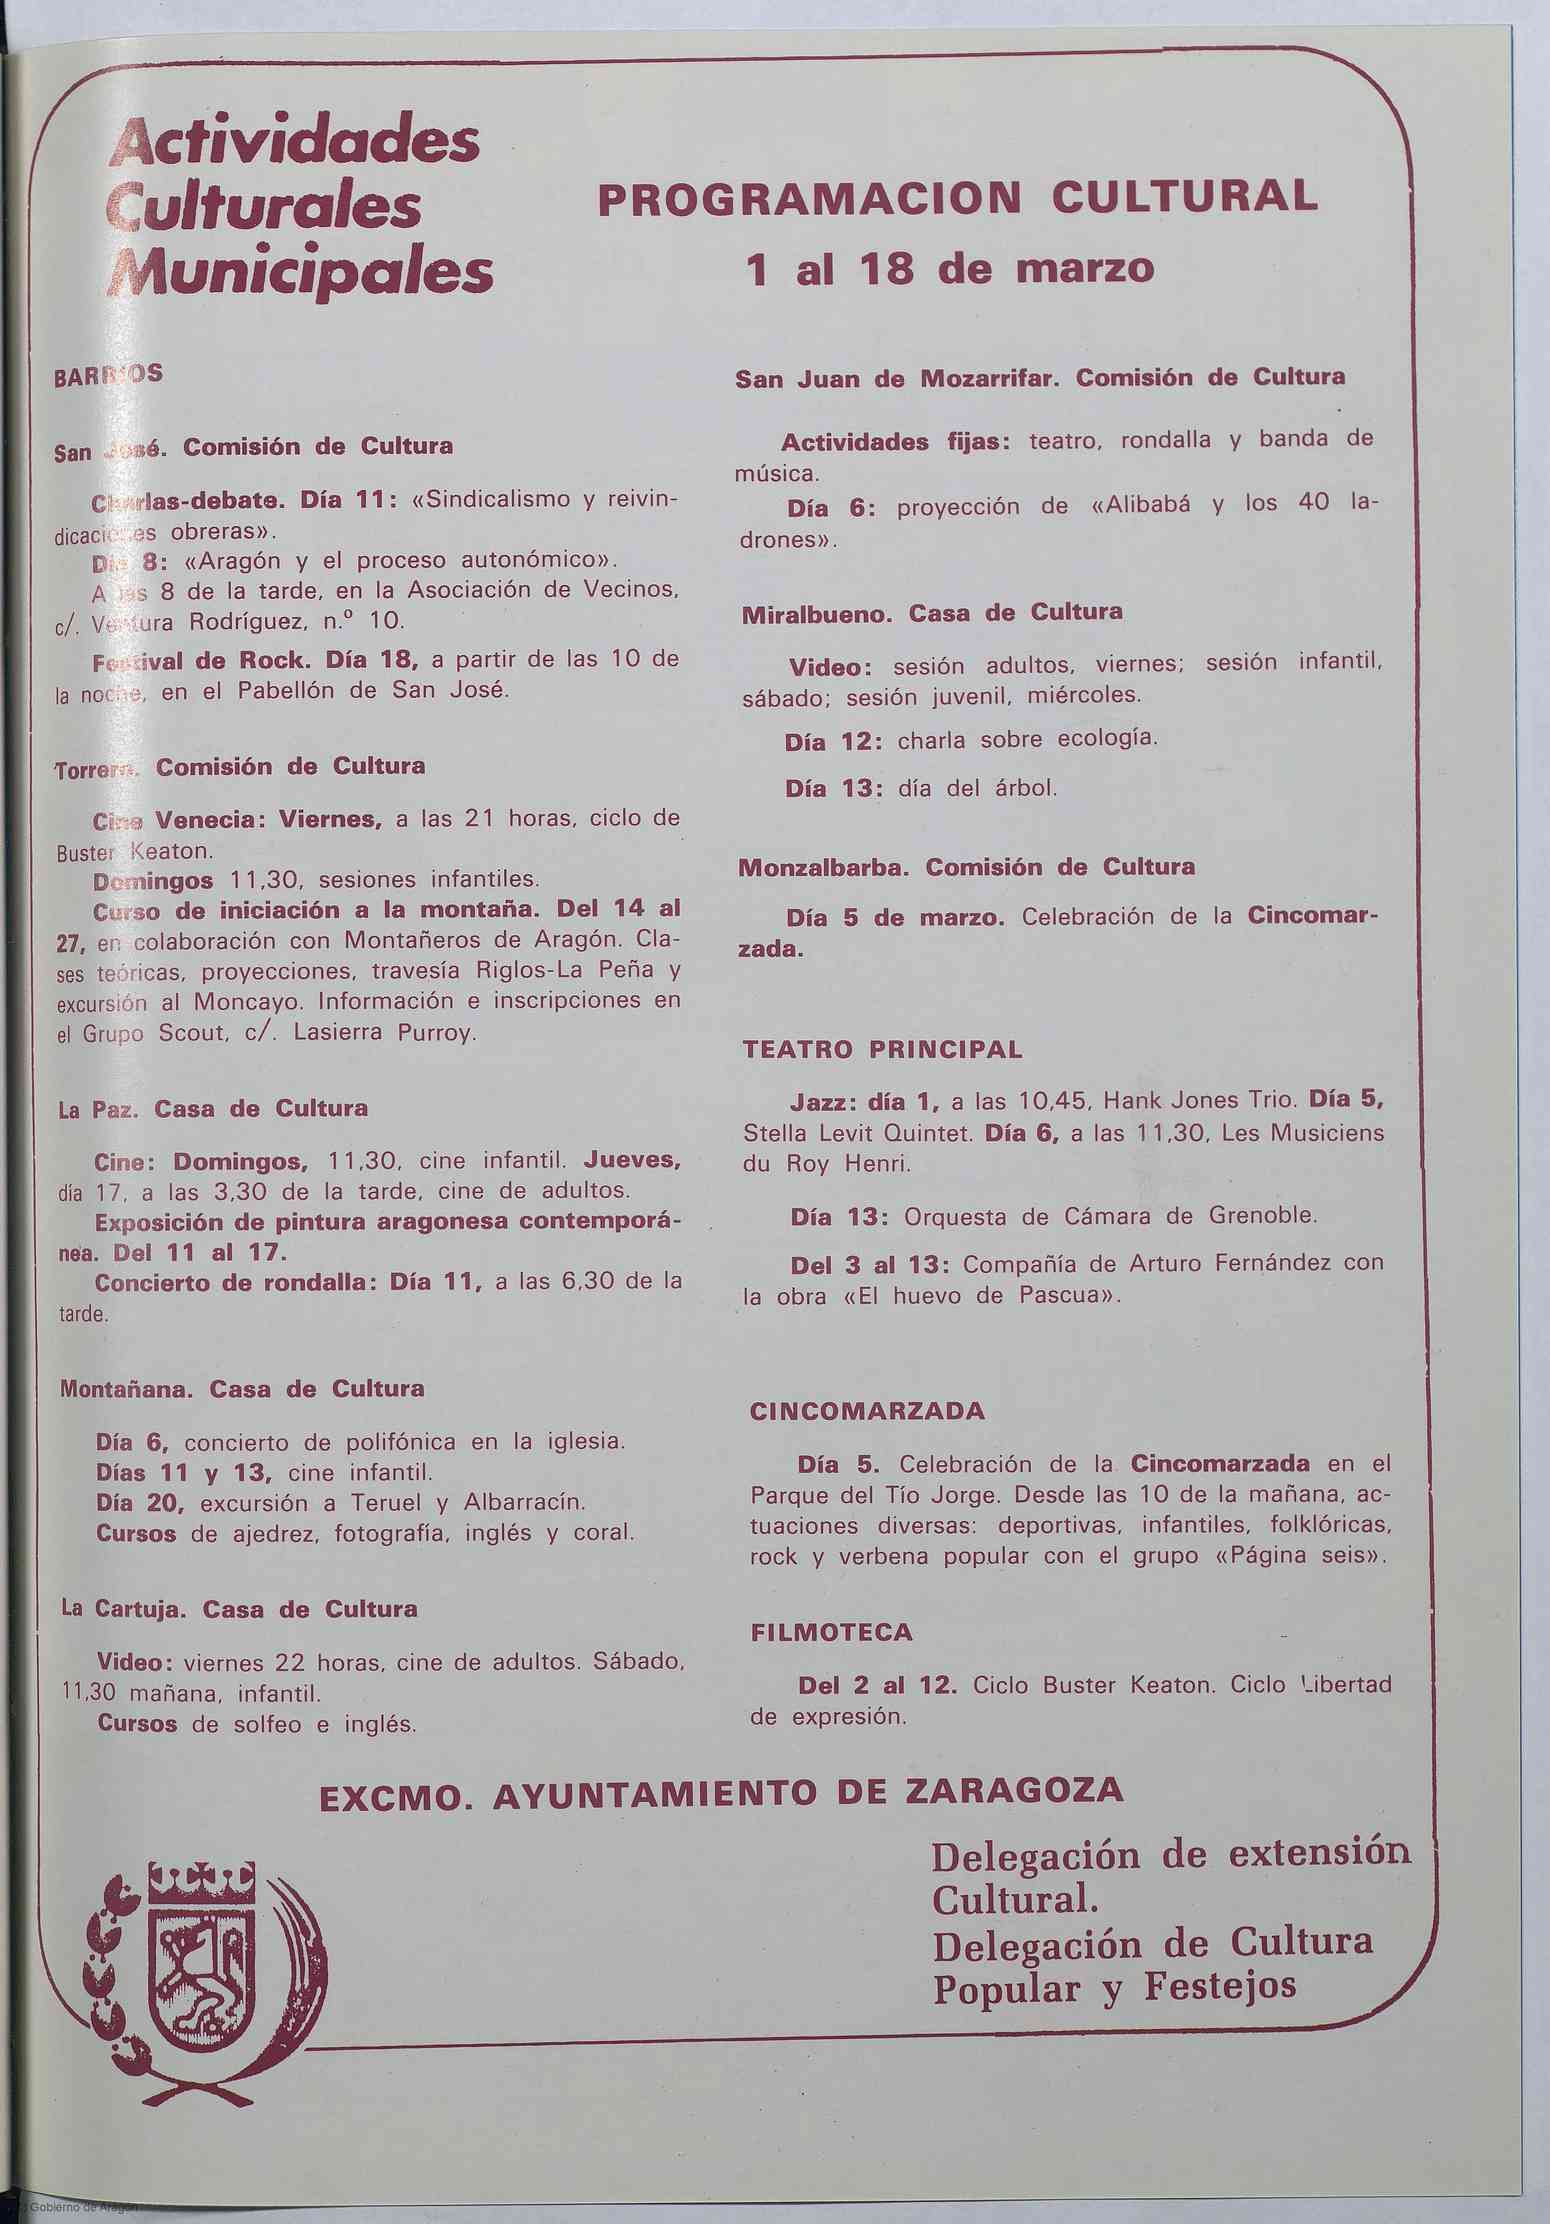 Actividades
Culturales
Municipales
PROGRAMACION CULTURAL
1 al 18 de marzo
BARRIOS
San José. Comisión de Cultura
Charlas-debate. Día 11: «Sindicalismo y reivin-
dicaciones obreras».
Día 8: «Aragón y el proceso autonómico».
A las 8 de la tarde, en la Asociación de Vecinos,
c/. Ventura Rodríguez, n.º 10.
Festival de Rock. Día 18, a partir de las 10 de
la noche, en el Pabellón de San José.
Torrero. Comisión de Cultura
Cine Venecia: Viernes, a las 21 horas, ciclo de
Buster Keaton.
Domingos 11,30, sesiones infantiles.
Curso de iniciación a la montaña. Del 14 al
27, en colaboración con Montañeros de Aragón. Cla-
ses teóricas, proyecciones, travesía Riglos-La Peña y
excursión al Moncayo. Información e inscripciones en
el Grupo Scout, c/. Lasierra Purroy.
La Paz. Casa de Cultura
Cine: Domingos, 11,30, cine infantil. Jueves,
día 17, a las 3,30 de la tarde, cine de adultos.
Exposición de pintura aragonesa contemporá-
nea. Del 11 al 17.
Concierto de rondalla: Día 11, a las 6,30 de la
tarde.
Montañana. Casa de Cultura
Día 6, concierto de polifónica en la iglesia.
Días 11 y 13, cine infantil.
Día 20, excursión a Teruel y Albarracín.
Cursos de ajedrez, fotografía, inglés y coral.
La Cartuja. Casa de Cultura
Video: viernes 22 horas, cine de adultos. Sábado,
11,30 mañana, infantil.
Cursos de solfeo e inglés.
San Juan de Mozarrifar. Comisión de Cultura
Actividades fijas: teatro, rondalla y banda de
música.
Día 6: proyección de «Alibabá y los 40 la-
drones».
Miralbueno. Casa de Cultura
Video: sesión adultos, viernes; sesión infantil,
sábado; sesión juvenil, miércoles.
Día 12: charla sobre ecología.
Día 13: día del árbol.
Monzalbarba. Comisión de Cultura
Día 5 de marzo. Celebración de la Cincomar-
zada.
TEATRO PRINCIPAL
Jazz: día 1, a las 10,45, Hank Jones Trio. Día 5,
Stella Levit Quintet. Día 6, a las 11,30, Les Musiciens
du Roy Henri.
Día 13: Orquesta de Cámara de Grenoble.
Del 3 al 13: Compañía de Arturo Fernández con
la obra «El huevo de Pascua».
CINCOMARZADA
Día 5. Celebración de la Cincomarzada en el
Parque del Tío Jorge. Desde las 10 de la mañana, ac-
tuaciones diversas: deportivas, infantiles, folklóricas,
rock y verbena popular con el grupo «Página seis».
FILMOTECA
Del 2 al 12. Ciclo Buster Keaton. Ciclo Libertad
de expresión.
EXCMO. AYUNTAMIENTO DE ZARAGOZA
Delegación de extensión
Cultural.
Delegación de Cultura
Popular y Festejos
Gobierno de Aragón